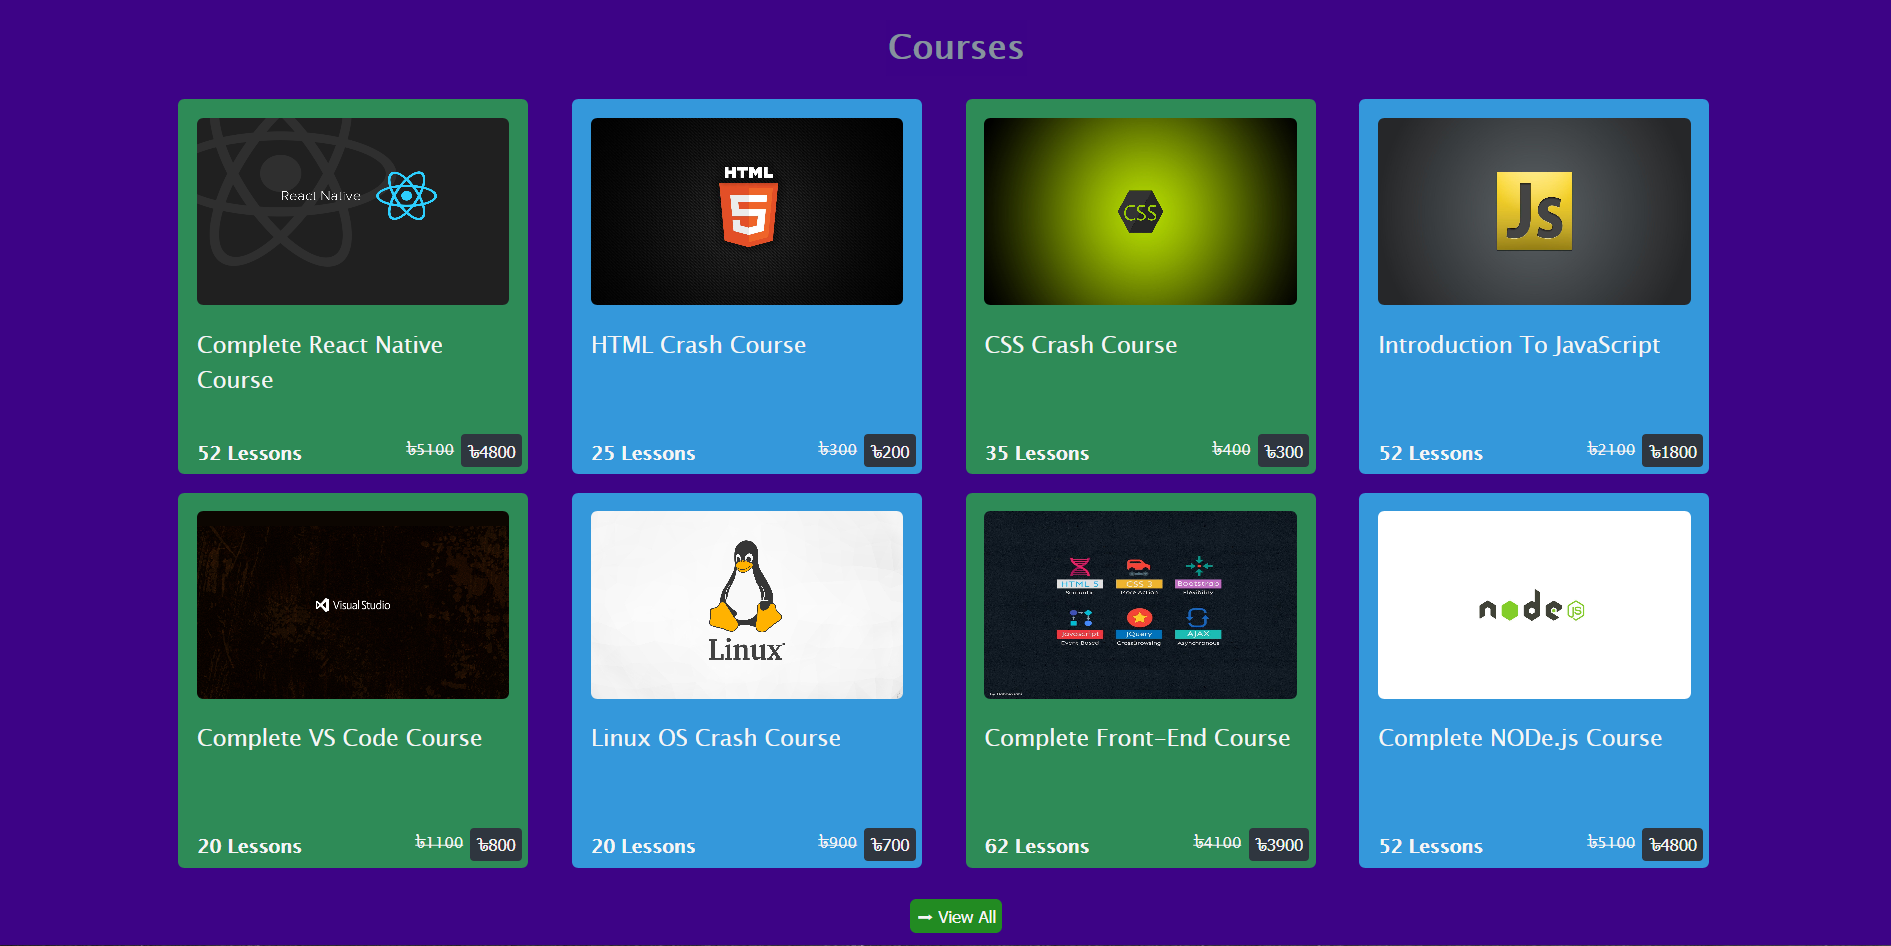 Courses
React Native
HTML
5
CSS
JS
Complete React Native
Course
HTML Crash Course
CSS Crash Course
Introduction To JavaScript
52 Lessons ৳5100 ৳4800
25 Lessons ৳300 ৳200
35 Lessons ৳400 ৳300
52 Lessons ৳2100 ৳1800
Visual Studio
Linux
HTML 5 CSS 3 Bootstrap
Javascript JQuery AJAX
Event Based CrossBrowsing Asynchronous
node JS
Complete VS Code Course
Linux OS Crash Course
Complete Front-End Course
Complete NODe.js Course
20 Lessons ৳1100 ৳800
20 Lessons ৳900 ৳700
62 Lessons ৳4100 ৳3900
52 Lessons ৳5100 ৳4800
→ View All